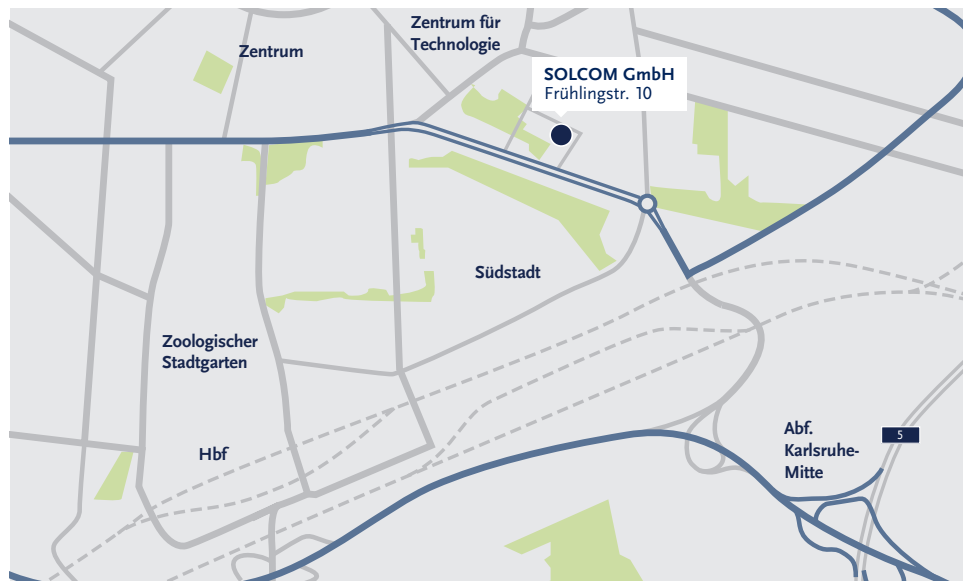 Zentrum für
Technologie
Zentrum
SOLCOM GmbH
Frühlingstr. 10
Südstadt
Zoologischer
Stadtgarten
Hbf
Abf.
Karlsruhe-
Mitte
5